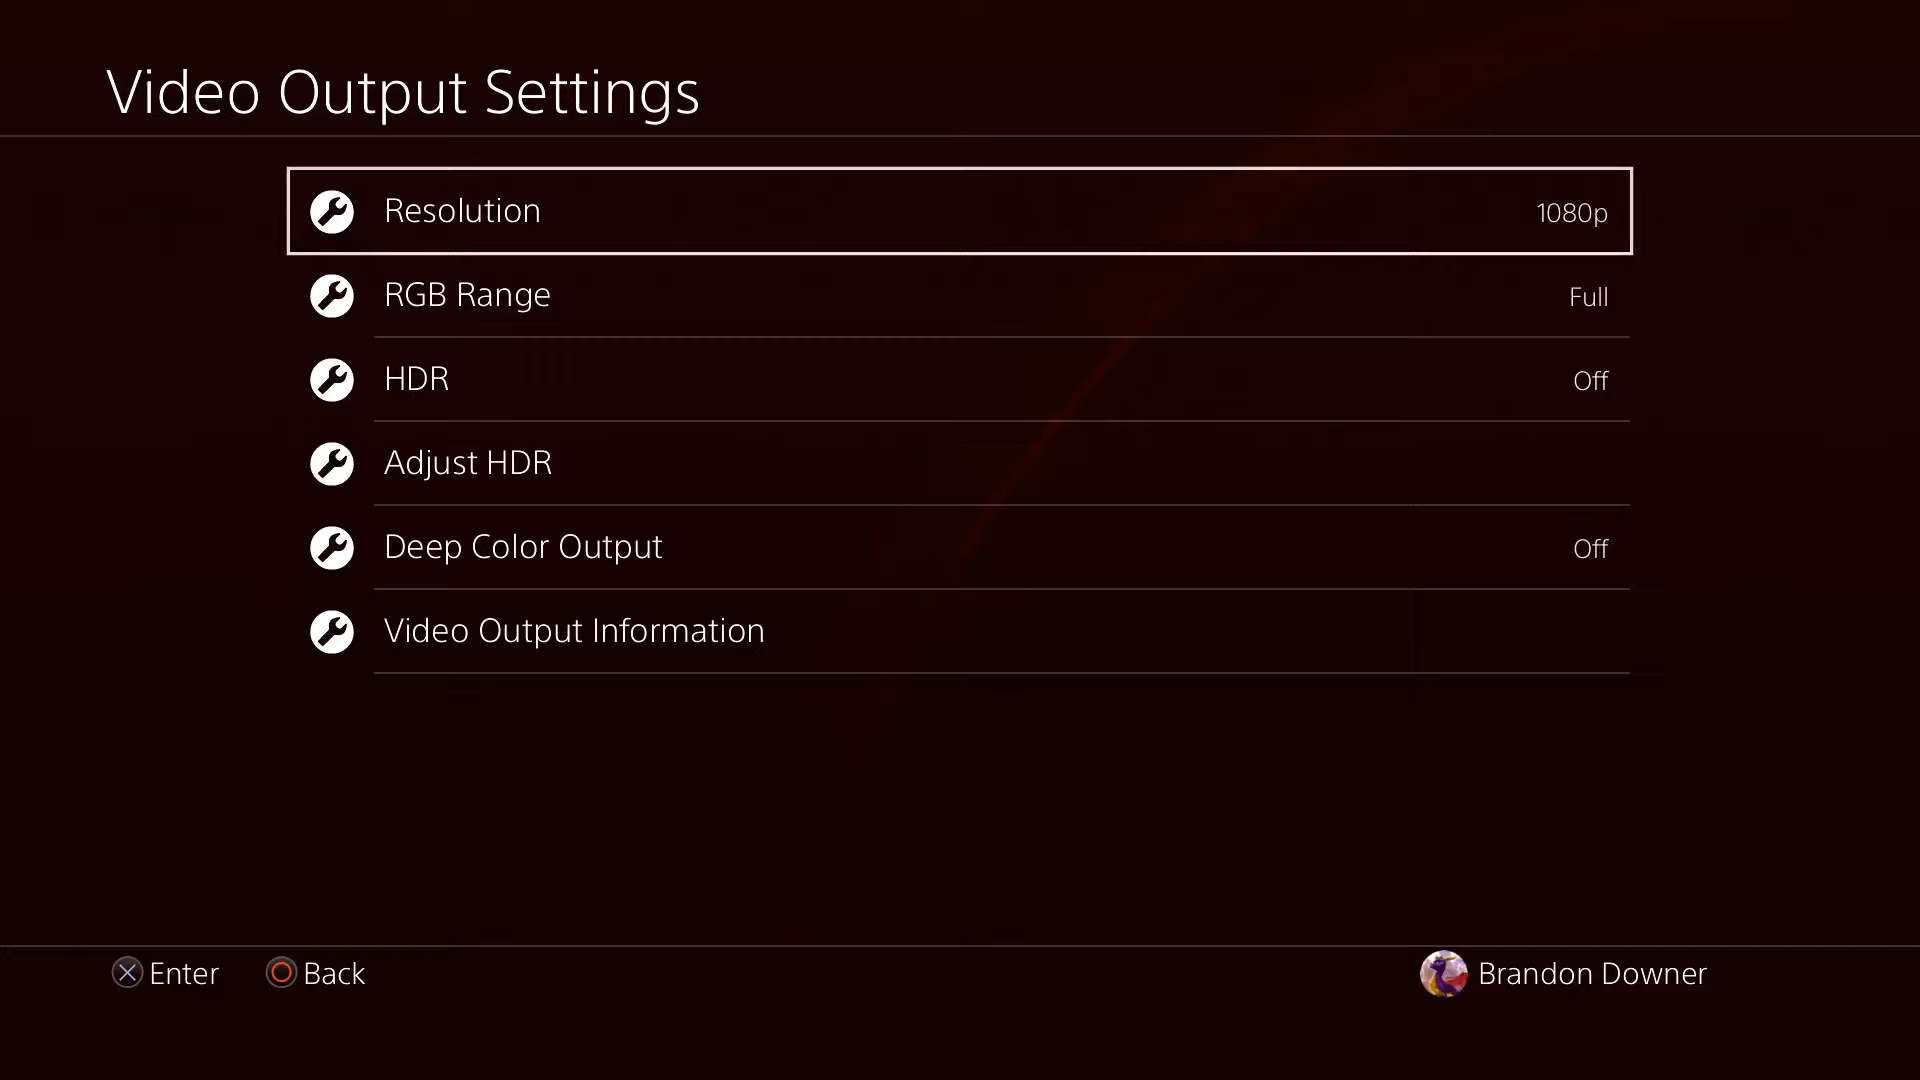 Video Output Settings
Resolution 1080p
RGB Range Full
HDR Off
Adjust HDR
Deep Color Output Off
Video Output Information
Enter Back Brandon Downer